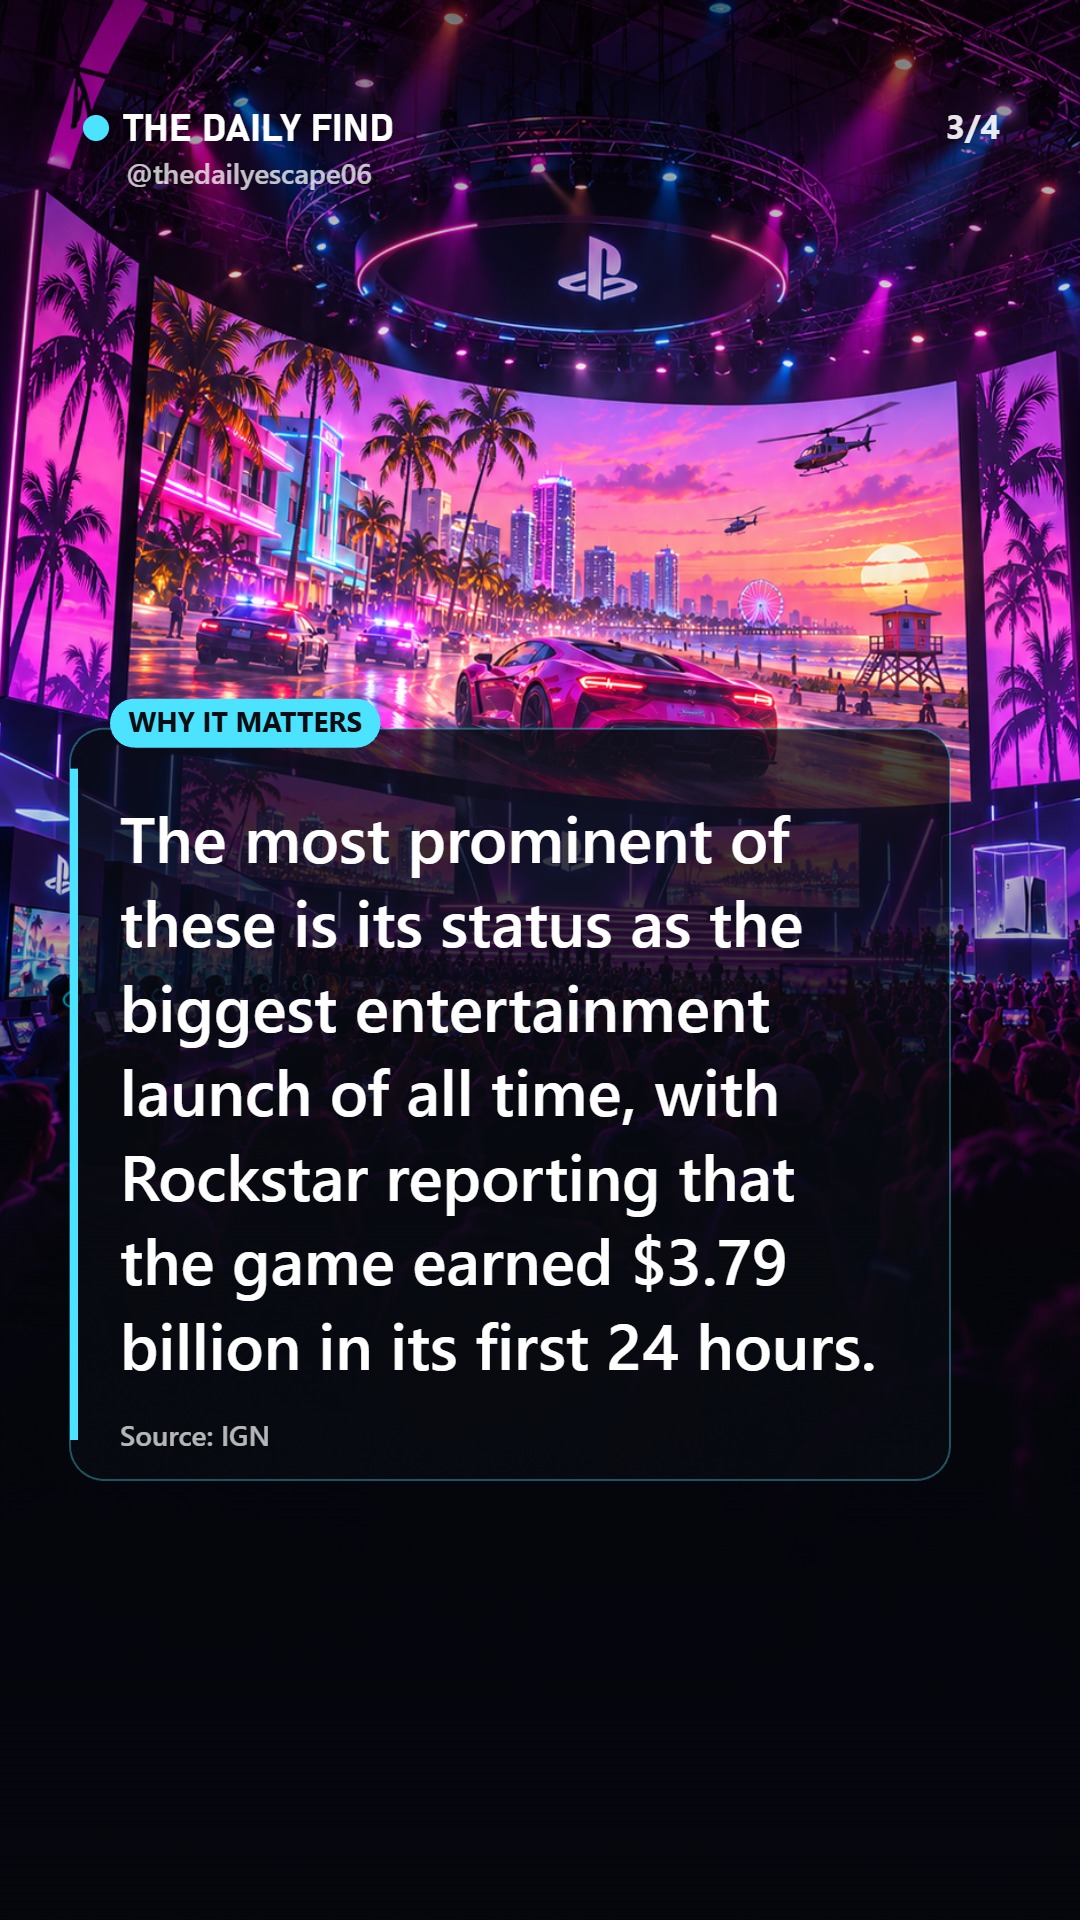 THE DAILY FIND
3/4
@thedailyescape06
WHY IT MATTERS
The most prominent of
these is its status as the
biggest entertainment
launch of all time, with
Rockstar reporting that
the game earned $3.79
billion in its first 24 hours.
Source: IGN